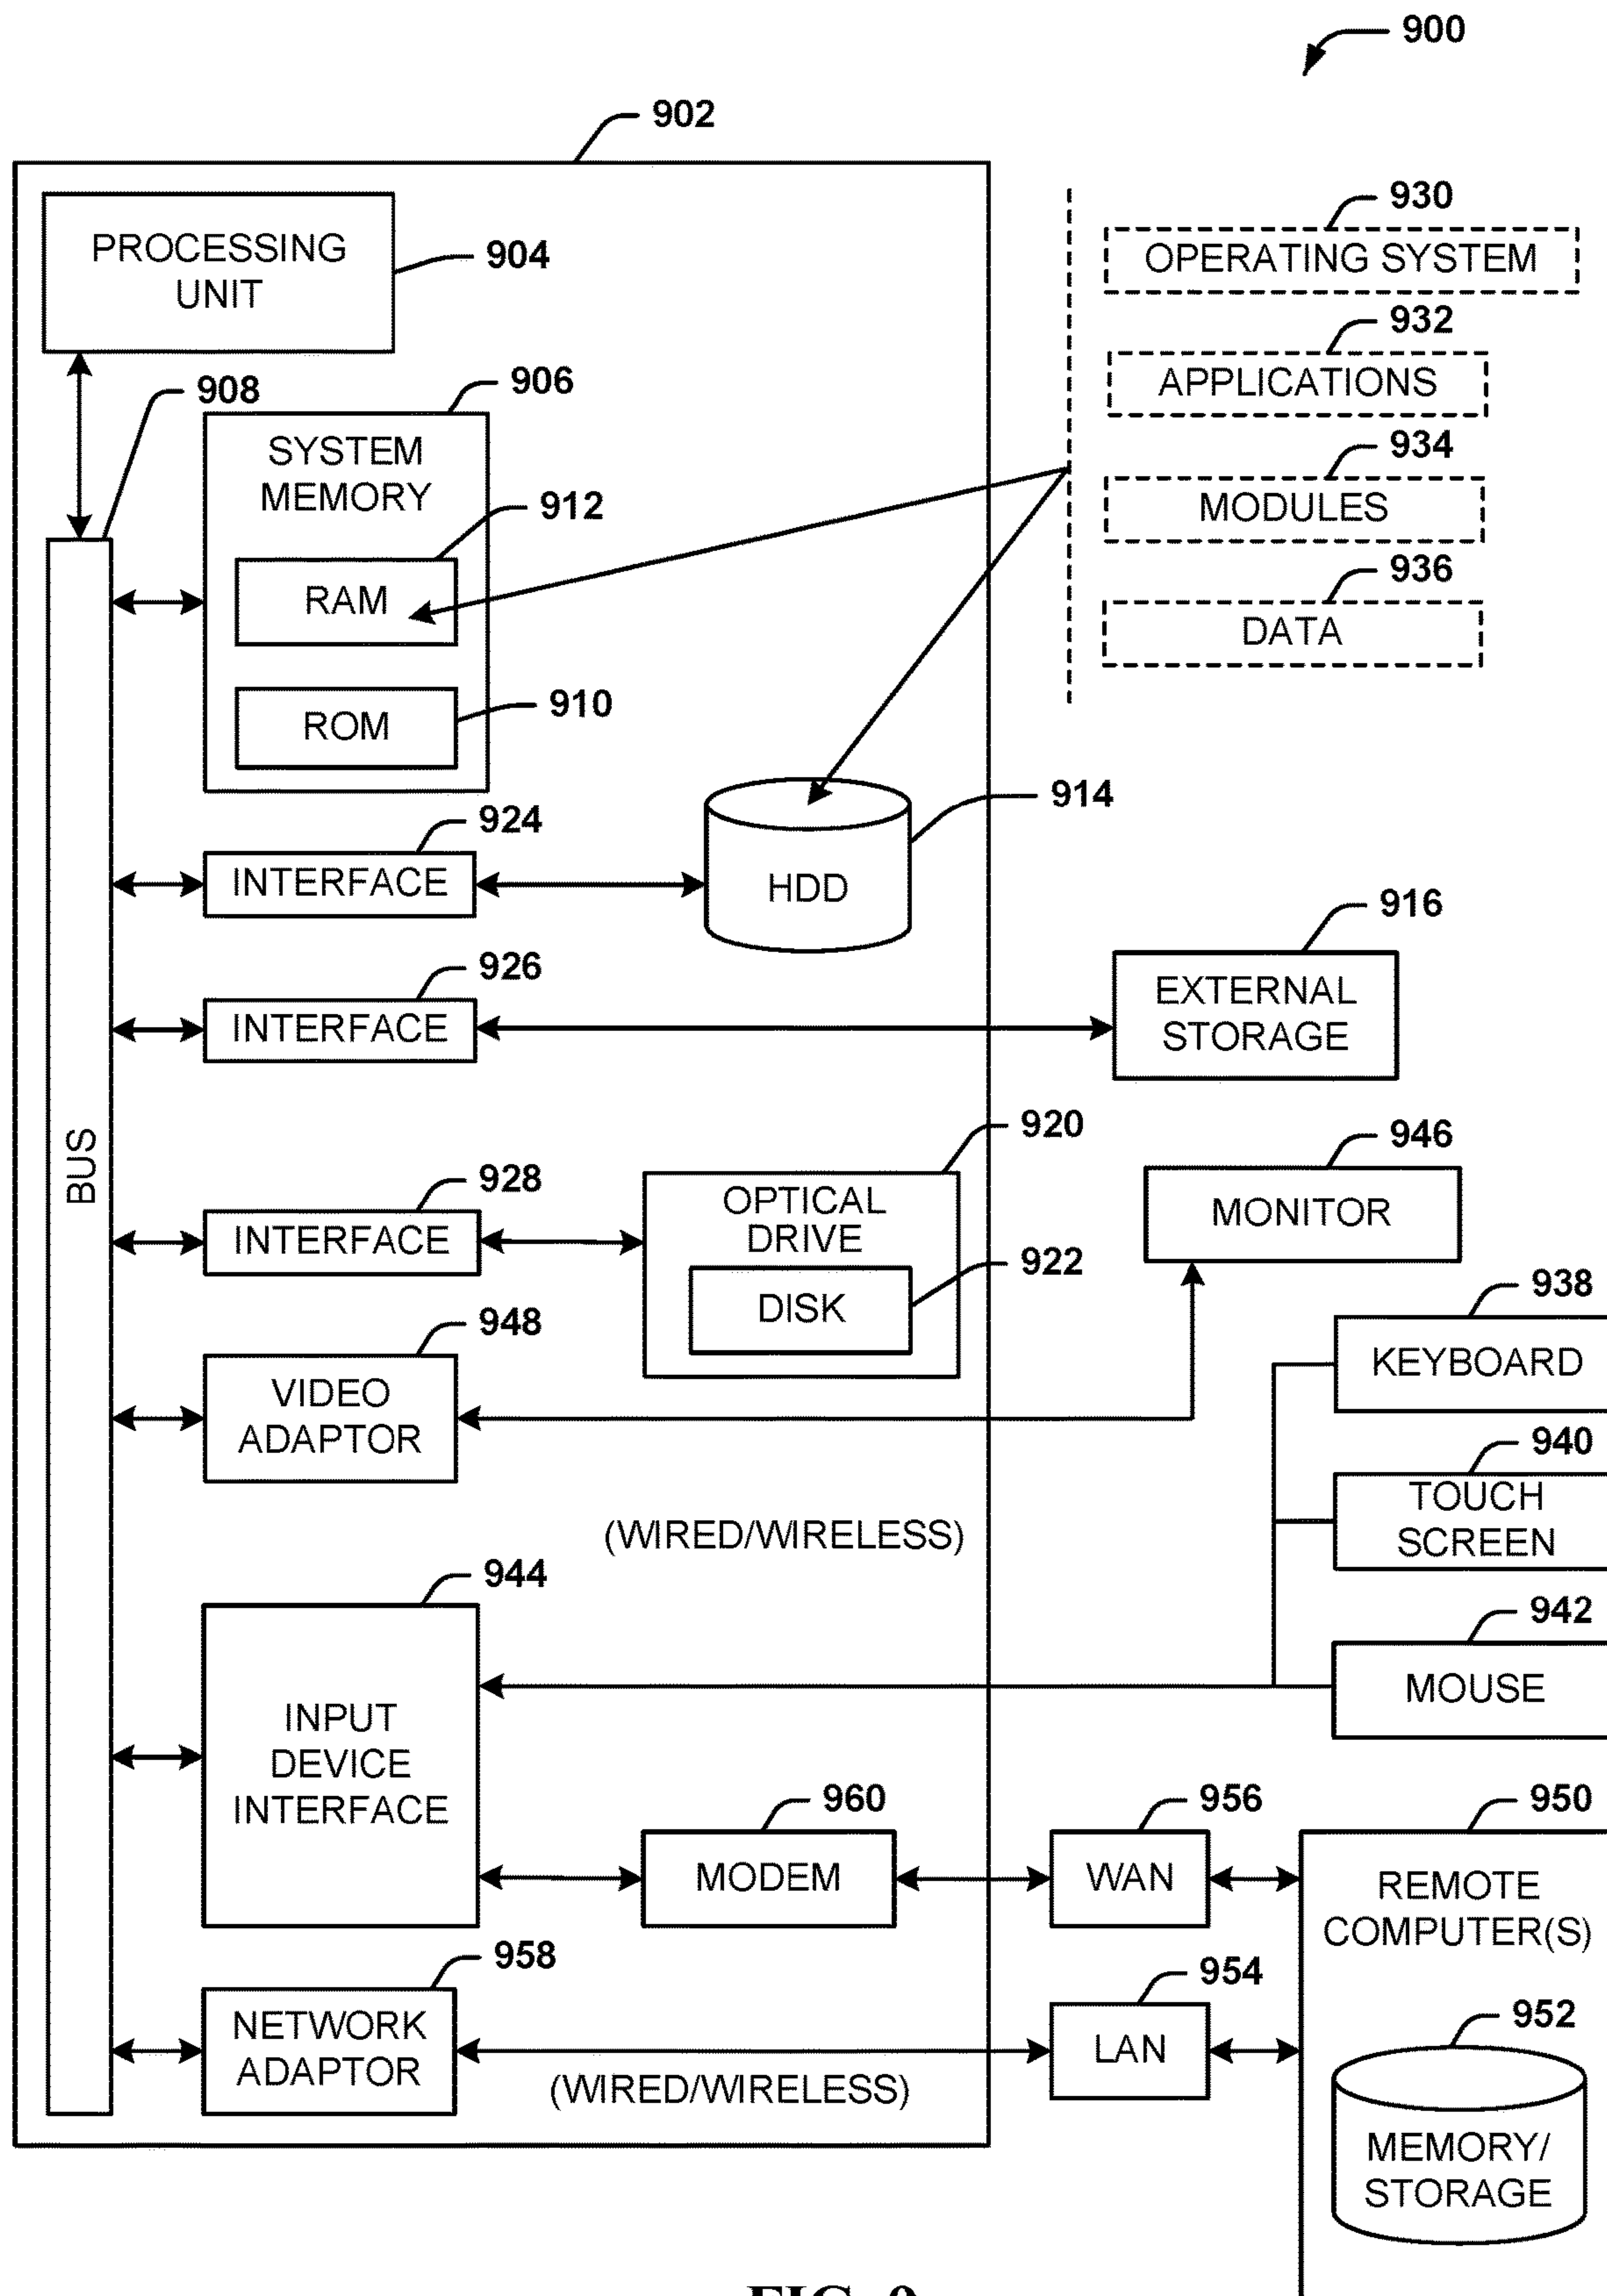 900
902
PROCESSING
UNIT
904
930
OPERATING SYSTEM
932
APPLICATIONS
934
MODULES
936
DATA
908
906
SYSTEM
MEMORY
912
RAM
910
ROM
914
HDD
924
INTERFACE
916
EXTERNAL
STORAGE
926
INTERFACE
BUS
920
OPTICAL
DRIVE
922
DISK
928
INTERFACE
946
MONITOR
948
VIDEO
ADAPTOR
938
KEYBOARD
940
TOUCH
SCREEN
(WIRED/WIRELESS)
942
MOUSE
944
INPUT
DEVICE
INTERFACE
960
MODEM
956
WAN
950
REMOTE
COMPUTER(S)
958
NETWORK
ADAPTOR
954
LAN
(WIRED/WIRELESS)
952
MEMORY/
STORAGE
FIG. 9